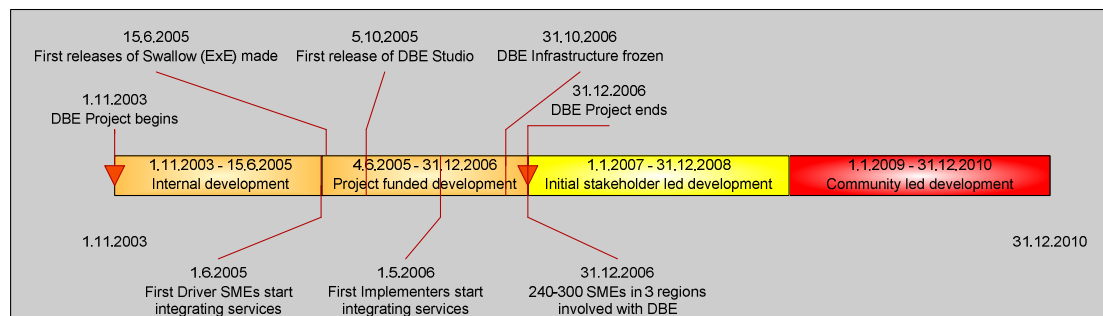 15.6.2005
First releases of Swallow (ExE) made
5.10.2005
First release of DBE Studio
31.10.2006
DBE Infrastructure frozen
1.11.2003
DBE Project begins
31.12.2006
DBE Project ends
1.11.2003 - 15.6.2005
Internal development
4.6.2005 - 31.12.2006
Project funded development
1.1.2007 - 31.12.2008
Initial stakeholder led development
1.1.2009 - 31.12.2010
Community led development
1.11.2003
31.12.2010
1.6.2005
First Driver SMEs start
integrating services
1.5.2006
First Implementers start
integrating services
31.12.2006
240-300 SMEs in 3 regions
involved with DBE